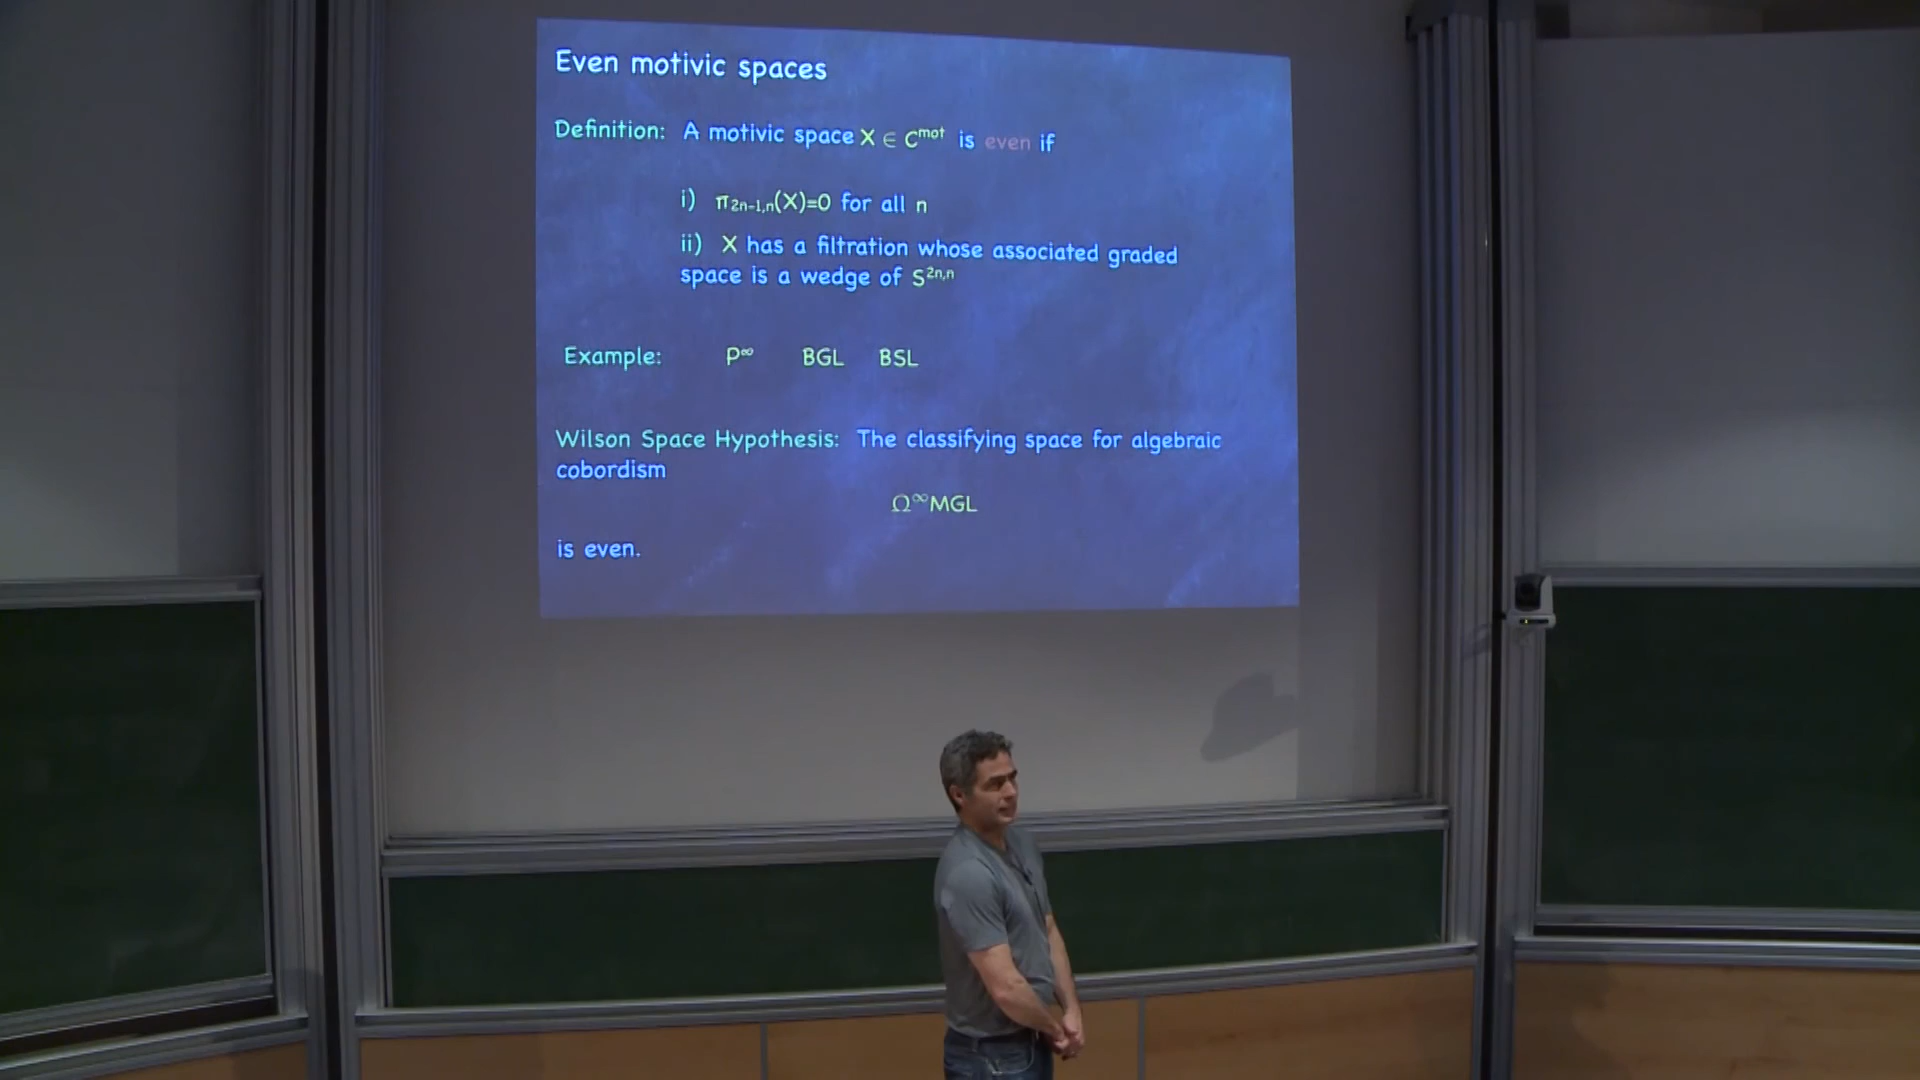 Even motivic spaces
Definition: A motivic space X ∈ C^mot is even if
i) π_{2n-1,n}(X)=0 for all n
ii) X has a filtration whose associated graded
space is a wedge of S^{2n,n}
Example: P^∞ BGL BSL
Wilson Space Hypothesis: The classifying space for algebraic
cobordism
Ω^∞MGL
is even.